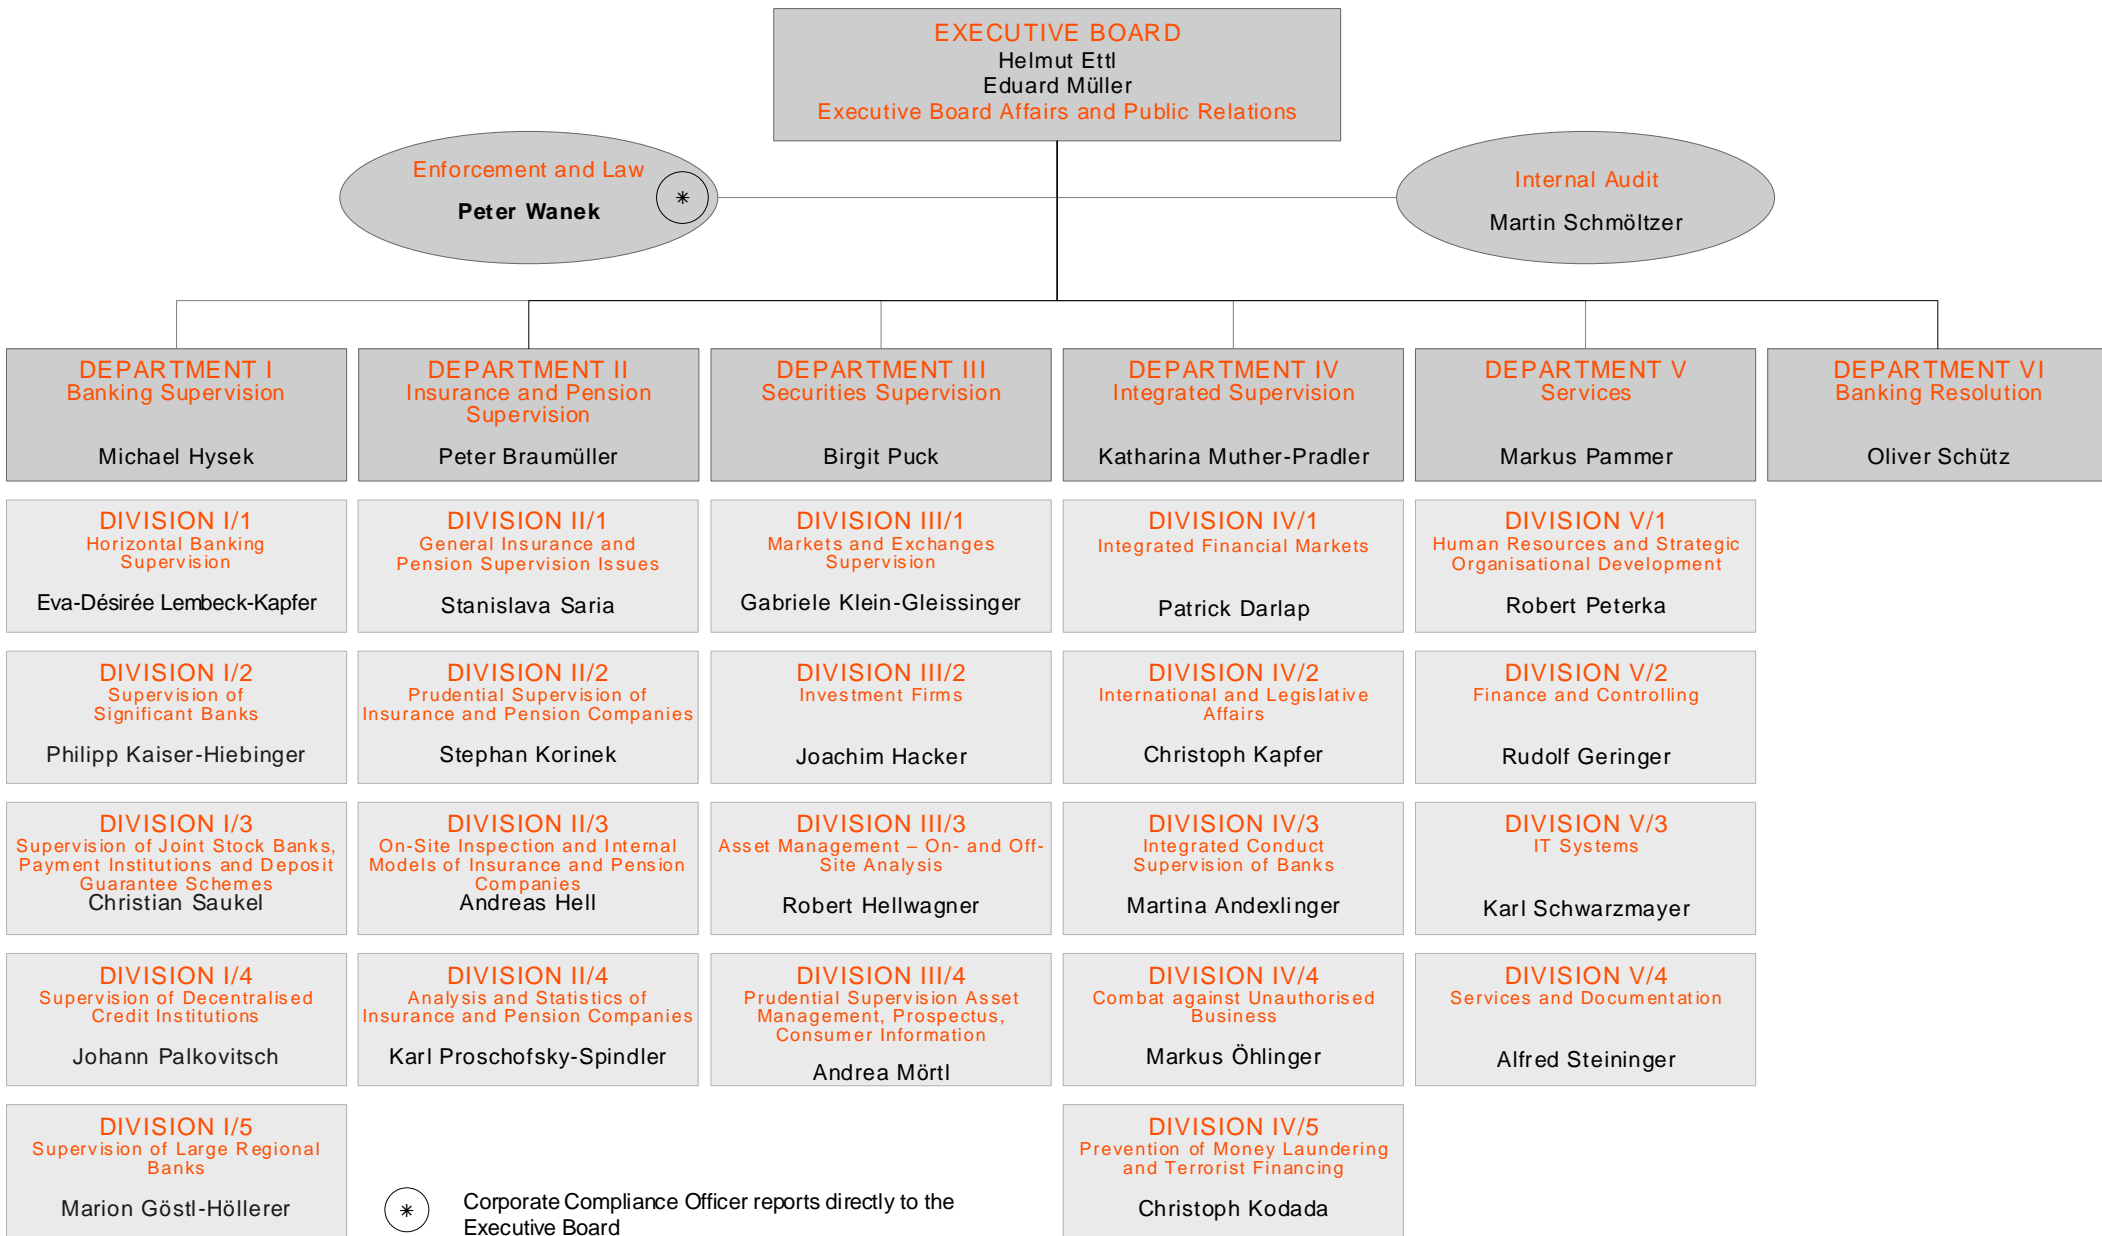 EXECUTIVE BOARD
Helmut Ettl
Eduard Müller
Executive Board Affairs and Public Relations
Enforcement and Law
Peter Wanek
*
Internal Audit
Martin Schmöltzer
DEPARTMENT I
Banking Supervision
Michael Hysek
DEPARTMENT II
Insurance and Pension
Supervision
Peter Braumüller
DEPARTMENT III
Securities Supervision
Birgit Puck
DEPARTMENT IV
Integrated Supervision
Katharina Muther-Pradler
DEPARTMENT V
Services
Markus Pammer
DEPARTMENT VI
Banking Resolution
Oliver Schütz
DIVISION I/1
Horizontal Banking
Supervision
Eva-Désirée Lembeck-Kapfer
DIVISION II/1
General Insurance and
Pension Supervision Issues
Stanislava Saria
DIVISION III/1
Markets and Exchanges
Supervision
Gabriele Klein-Gleissinger
DIVISION IV/1
Integrated Financial Markets
Patrick Darlap
DIVISION V/1
Human Resources and Strategic
Organisational Development
Robert Peterka
DIVISION I/2
Supervision of
Significant Banks
Philipp Kaiser-Hiebinger
DIVISION II/2
Prudential Supervision of
Insurance and Pension Companies
Stephan Korinek
DIVISION III/2
Investment Firms
Joachim Hacker
DIVISION IV/2
International and Legislative
Affairs
Christoph Kapfer
DIVISION V/2
Finance and Controlling
Rudolf Geringer
DIVISION I/3
Supervision of Joint Stock Banks,
Payment Institutions and Deposit
Guarantee Schemes
Christian Saukel
DIVISION II/3
On-Site Inspection and Internal
Models of Insurance and Pension
Companies
Andreas Hell
DIVISION III/3
Asset Management – On- and Off-
Site Analysis
Robert Hellwagner
DIVISION IV/3
Integrated Conduct
Supervision of Banks
Martina Andexlinger
DIVISION V/3
IT Systems
Karl Schwarzmayer
DIVISION I/4
Supervision of Decentralised
Credit Institutions
Johann Palkovitsch
DIVISION II/4
Analysis and Statistics of
Insurance and Pension Companies
Karl Proschofsky-Spindler
DIVISION III/4
Prudential Supervision Asset
Management, Prospectus,
Consumer Information
Andrea Mörtl
DIVISION IV/4
Combat against Unauthorised
Business
Markus Öhlinger
DIVISION V/4
Services and Documentation
Alfred Steininger
DIVISION I/5
Supervision of Large Regional
Banks
Marion Göstl-Höllerer
DIVISION IV/5
Prevention of Money Laundering
and Terrorist Financing
Christoph Kodada
* Corporate Compliance Officer reports directly to the
Executive Board